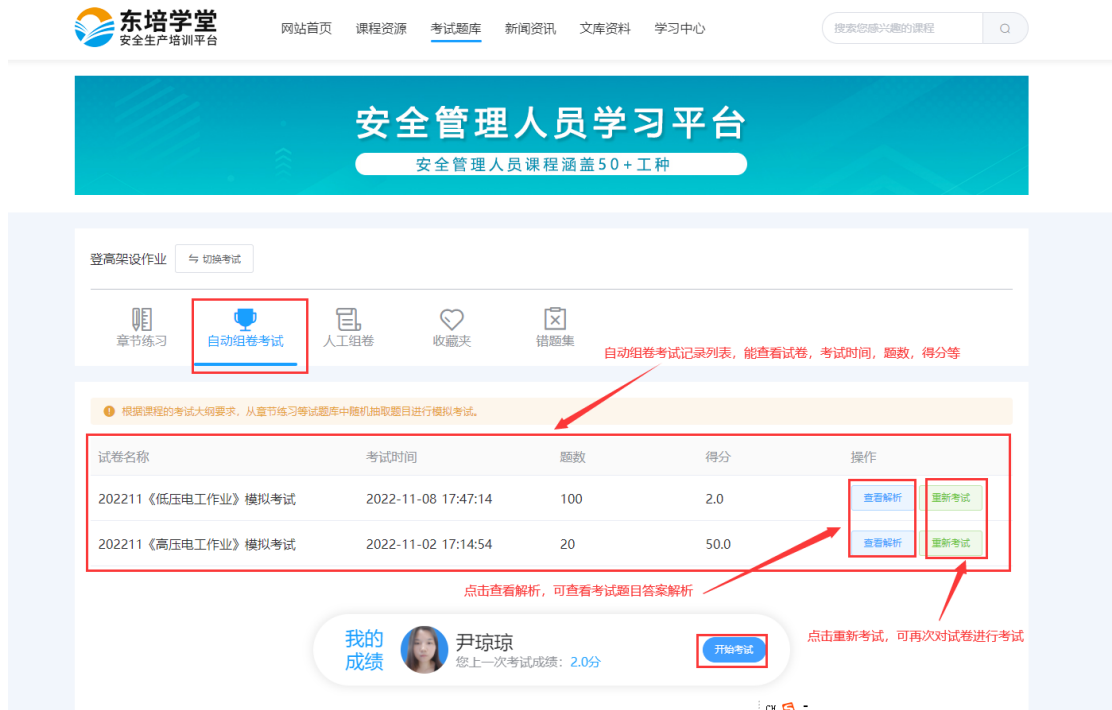 东培学堂
安全生产培训平台
网站首页 课程资源 考试题库 新闻资讯 文库资料 学习中心
搜索您感兴趣的课程
安全管理人员学习平台
安全管理人员课程涵盖50+工种
登高架设作业 切换考试
章节练习 自动组卷考试 人工组卷 收藏夹 错题集
自动组卷考试记录列表，能查看试卷，考试时间，题数，得分等
根据课程的考试大纲要求，从章节练习等试题库中随机抽取题目进行模拟考试。
试卷名称 考试时间 题数 得分 操作
202211《低压电工作业》模拟考试 2022-11-08 17:47:14 100 2.0 查看解析 重新考试
202211《高压电工作业》模拟考试 2022-11-02 17:14:54 20 50.0 查看解析 重新考试
点击查看解析，可查看考试题目答案解析
点击重新考试，可再次对试卷进行考试
我的
成绩
尹琼琼
您上一次考试成绩：2.0分
开始考试